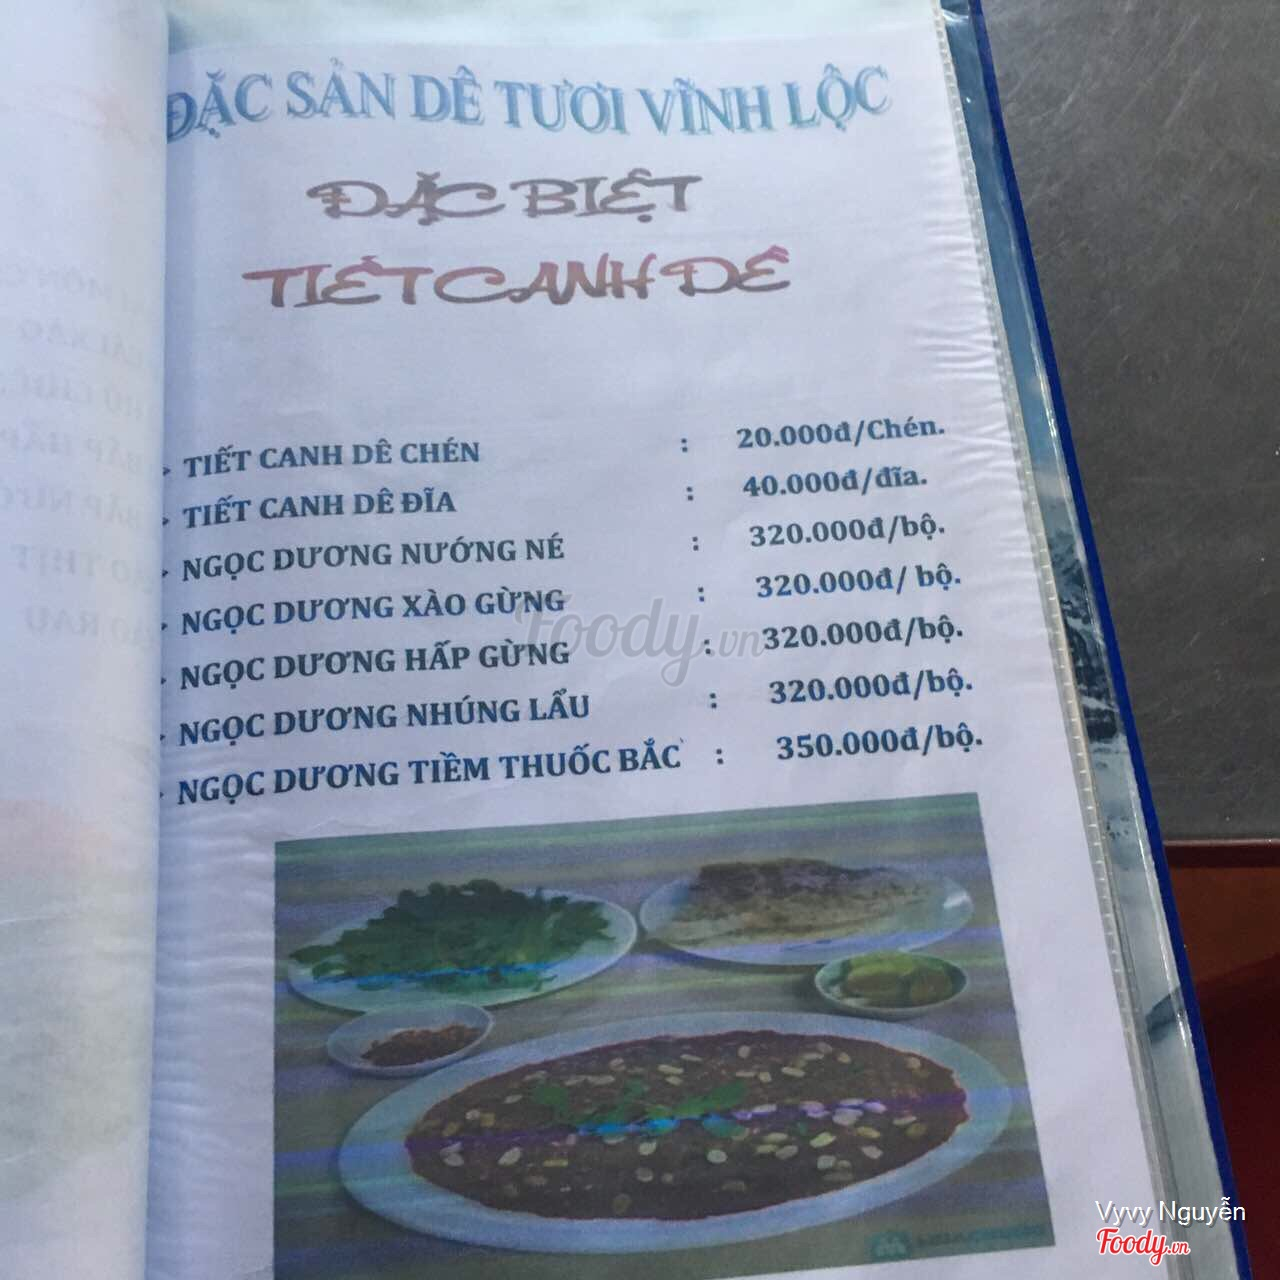 ĐẶC SẢN DÊ TƯƠI VĨNH LỘC
ĐẶC BIỆT
TIẾT CANH DÊ
TIẾT CANH DÊ CHÉN : 20.000đ/Chén.
TIẾT CANH DÊ ĐĨA : 40.000đ/đĩa.
NGỌC DƯƠNG NƯỚNG NÉ : 320.000đ/bộ.
NGỌC DƯƠNG XÀO GỪNG : 320.000đ/ bộ.
NGỌC DƯƠNG HẤP GỪNG : 320.000đ/bộ.
NGỌC DƯƠNG NHÚNG LẨU : 320.000đ/bộ.
NGỌC DƯƠNG TIỀM THUỐC BẮC : 350.000đ/bộ.
Foody.vn
Vyvy Nguyễn
Foody.vn